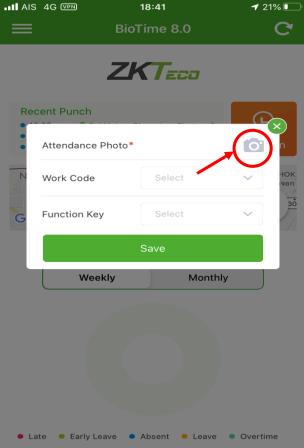 AIS 4G VPN 18:41 21%
BioTime 8.0
ZKTeco
Recent Punch
Attendance Photo*
Work Code Select
Function Key Select
Save
Weekly Monthly
Late Early Leave Absent Leave Overtime